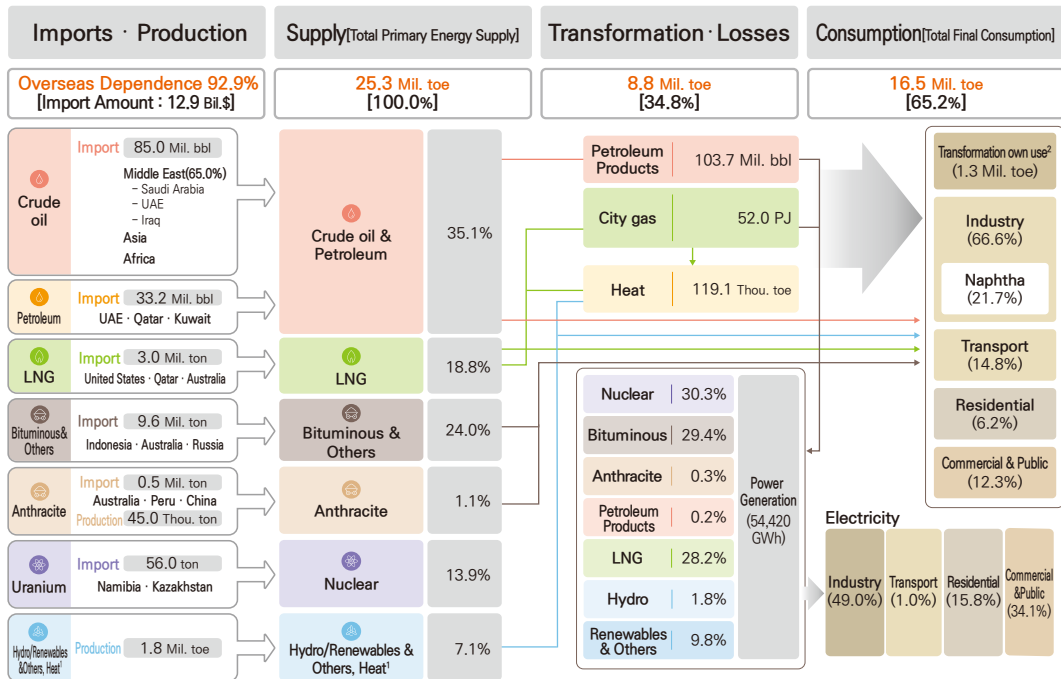 Imports · Production
Supply[Total Primary Energy Supply]
Transformation · Losses
Consumption[Total Final Consumption]
Overseas Dependence 92.9%
[Import Amount : 12.9 Bil.$]
25.3 Mil. toe
[100.0%]
8.8 Mil. toe
[34.8%]
16.5 Mil. toe
[65.2%]
Crude
oil
Import 85.0 Mil. bbl
Middle East(65.0%)
– Saudi Arabia
– UAE
– Iraq
Asia
Africa
Petroleum
Import 33.2 Mil. bbl
UAE · Qatar · Kuwait
LNG
Import 3.0 Mil. ton
United States · Qatar · Australia
Bituminous&
Others
Import 9.6 Mil. ton
Indonesia · Australia · Russia
Anthracite
Import 0.5 Mil. ton
Australia · Peru · China
Production 45.0 Thou. ton
Uranium
Import 56.0 ton
Namibia · Kazakhstan
Hydro/Renewables
&Others, Heat¹
Production 1.8 Mil. toe
Crude oil &
Petroleum
35.1%
LNG
18.8%
Bituminous &
Others
24.0%
Anthracite
1.1%
Nuclear
13.9%
Hydro/Renewables &
Others, Heat¹
7.1%
Petroleum
Products
103.7 Mil. bbl
City gas
52.0 PJ
Heat
119.1 Thou. toe
Nuclear 30.3%
Bituminous 29.4%
Anthracite 0.3%
Petroleum
Products
0.2%
LNG 28.2%
Hydro 1.8%
Renewables
& Others
9.8%
Power
Generation
(54,420
GWh)
Transformation own use²
(1.3 Mil. toe)
Industry
(66.6%)
Naphtha
(21.7%)
Transport
(14.8%)
Residential
(6.2%)
Commercial & Public
(12.3%)
Electricity
Industry
(49.0%)
Transport
(1.0%)
Residential
(15.8%)
Commercial
&Public
(34.1%)